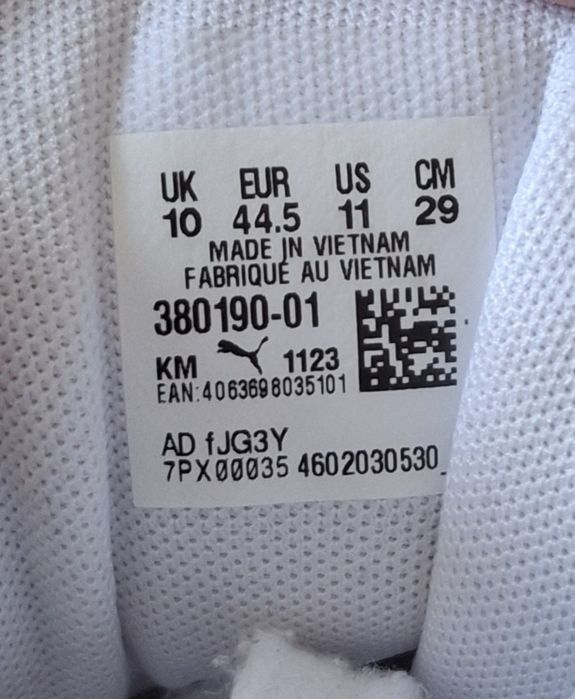 UK EUR US CM
10 44.5 11 29
MADE IN VIETNAM
FABRIQUÉ AU VIETNAM
380190-01
KM 1123
EAN:4063698035101
AD fJG3Y
7PX00035 4602030530_